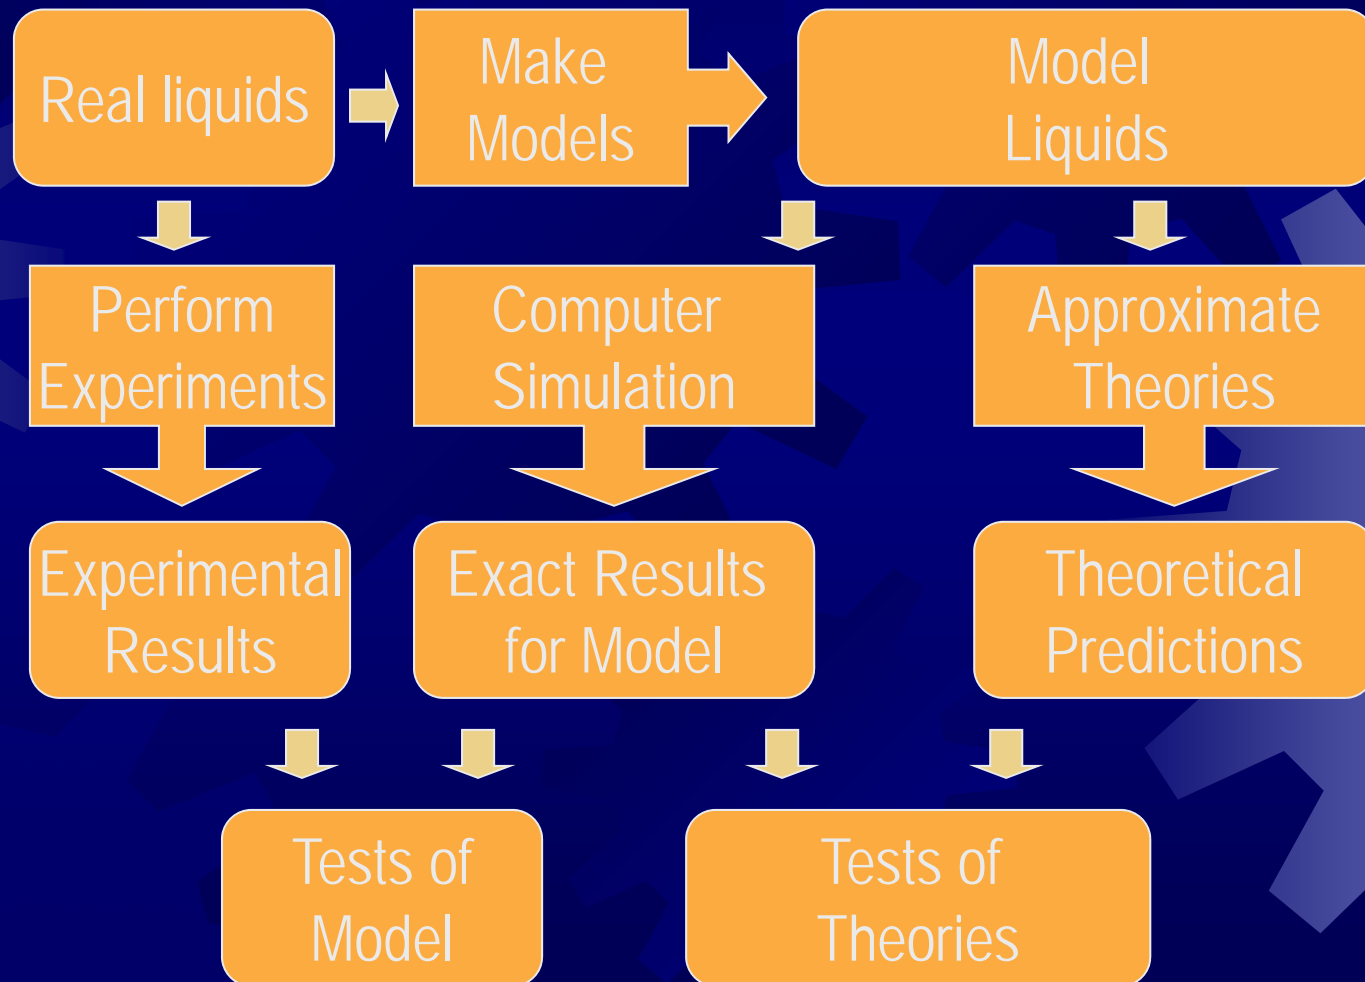 Real liquids
Make
Models
Model
Liquids
Perform
Experiments
Computer
Simulation
Approximate
Theories
Experimental
Results
Exact Results
for Model
Theoretical
Predictions
Tests of
Model
Tests of
Theories